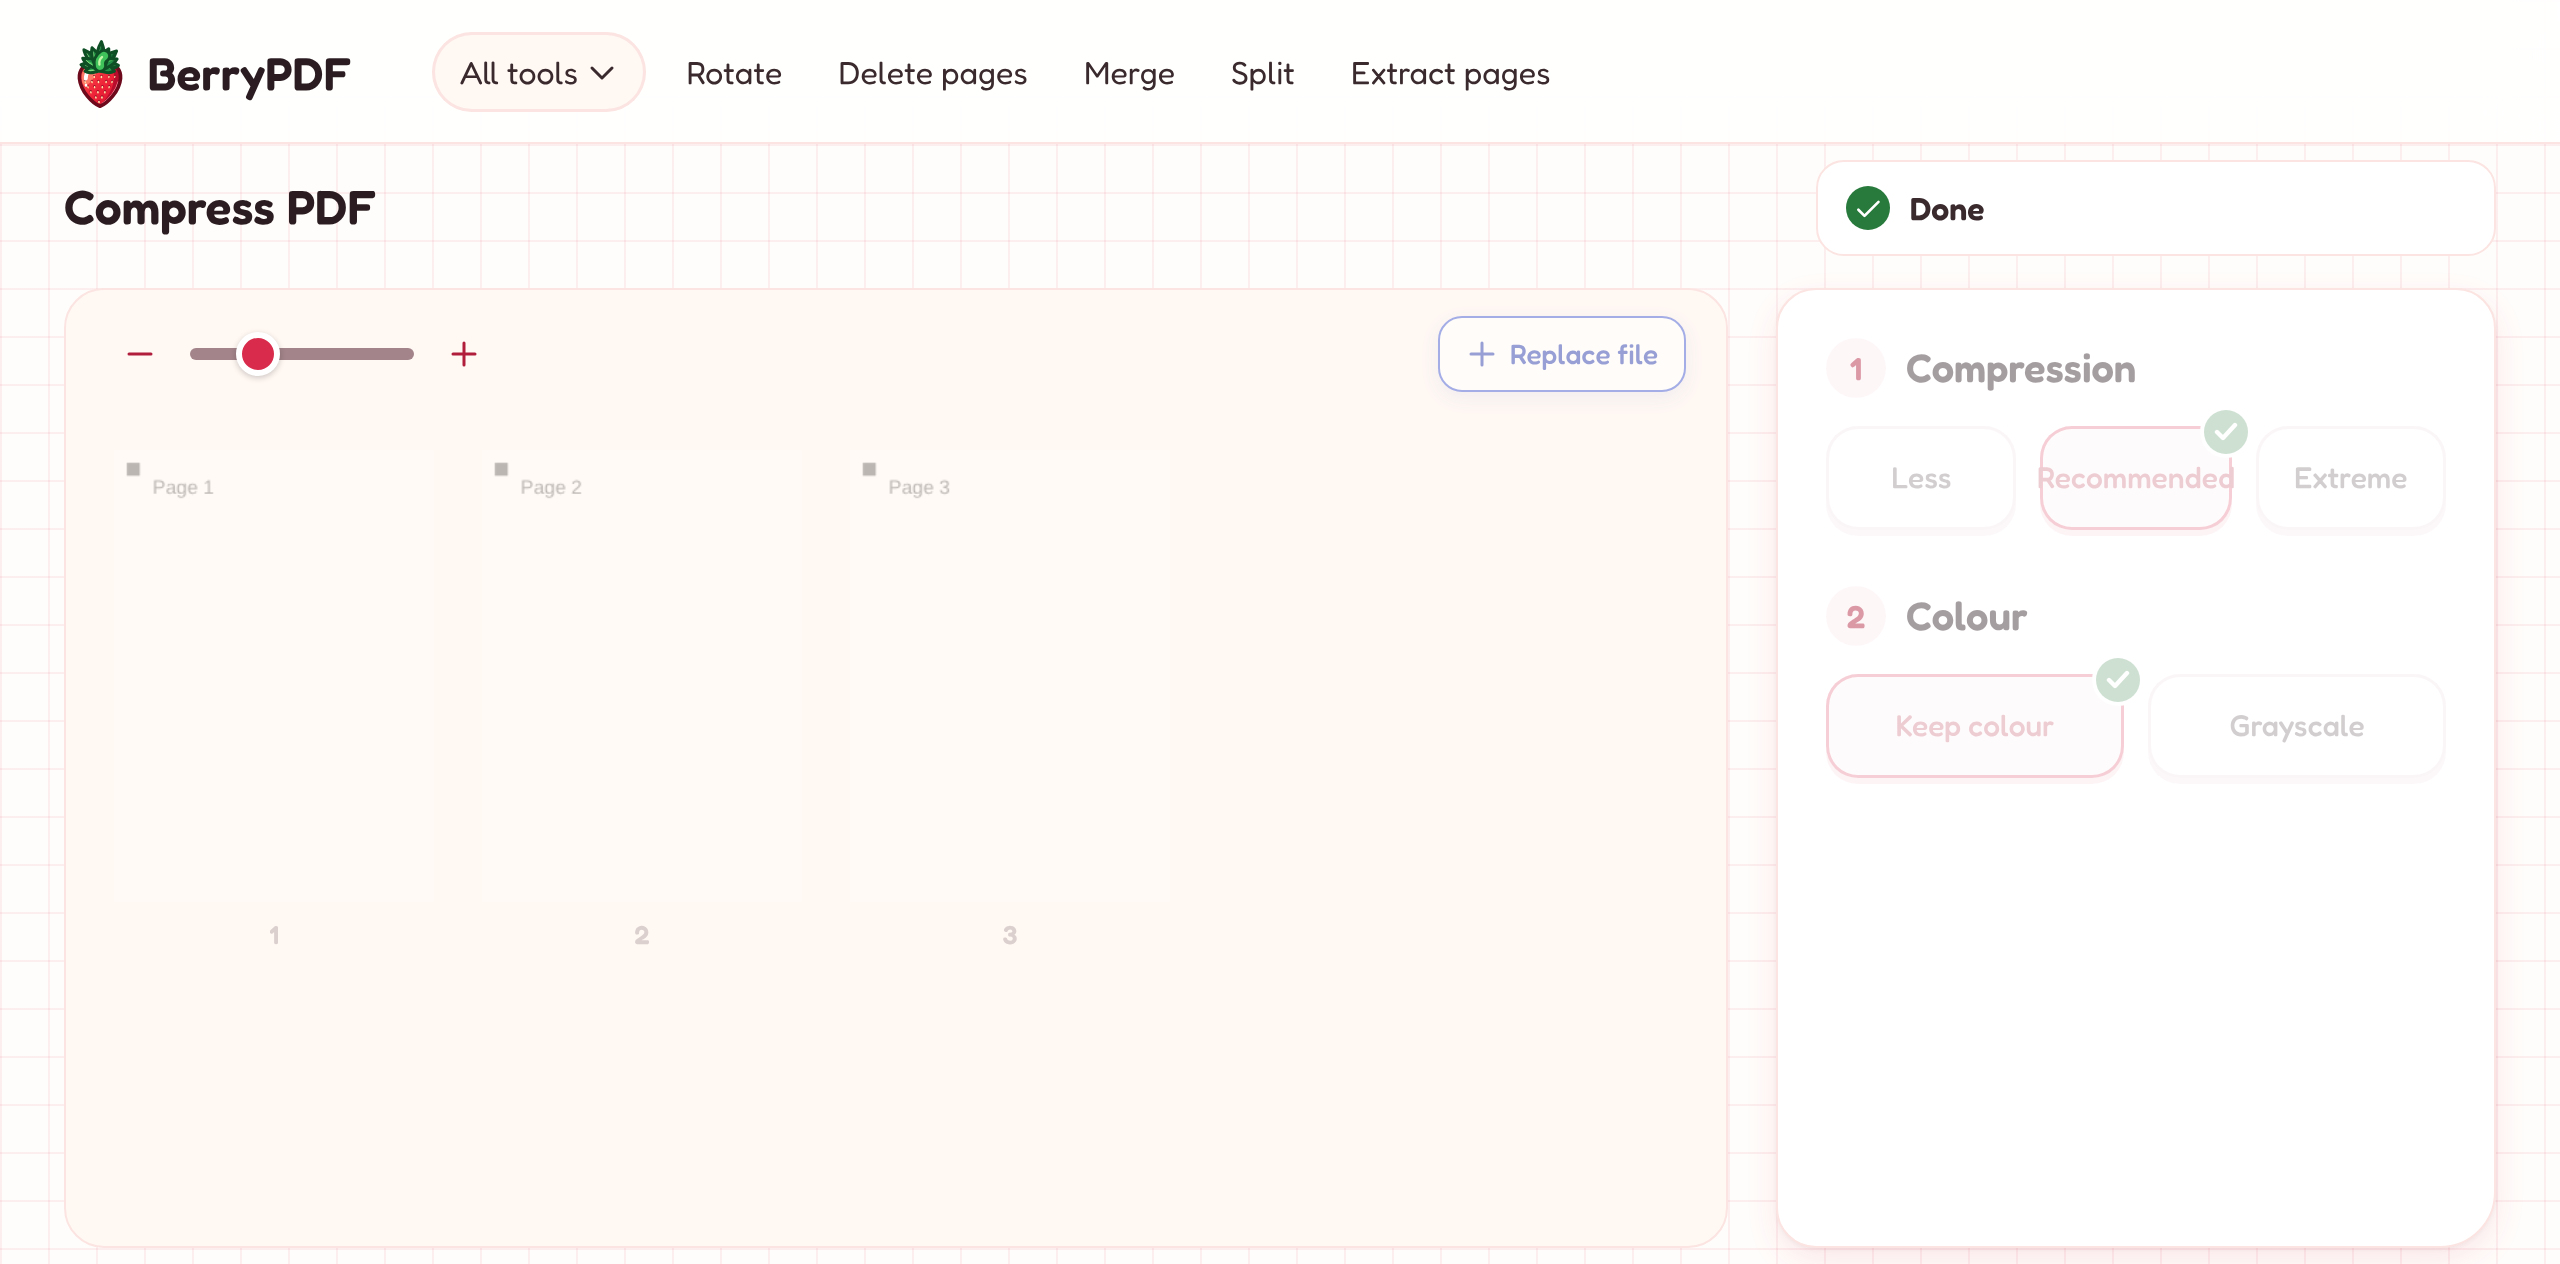 BerryPDF
All tools
Rotate
Delete pages
Merge
Split
Extract pages
Compress PDF
Done
Replace file
Page 1
Page 2
Page 3
1
2
3
1 Compression
Less
Recommended
Extreme
2 Colour
Keep colour
Grayscale